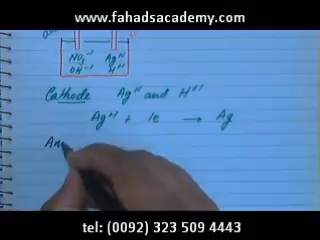 www.fahadsacademy.com
NO3⁻¹ Ag⁺¹
OH⁻¹ H⁺¹
Cathode Ag⁺¹ and H⁺¹
Ag⁺¹ + 1e → Ag
An
tel: (0092) 323 509 4443